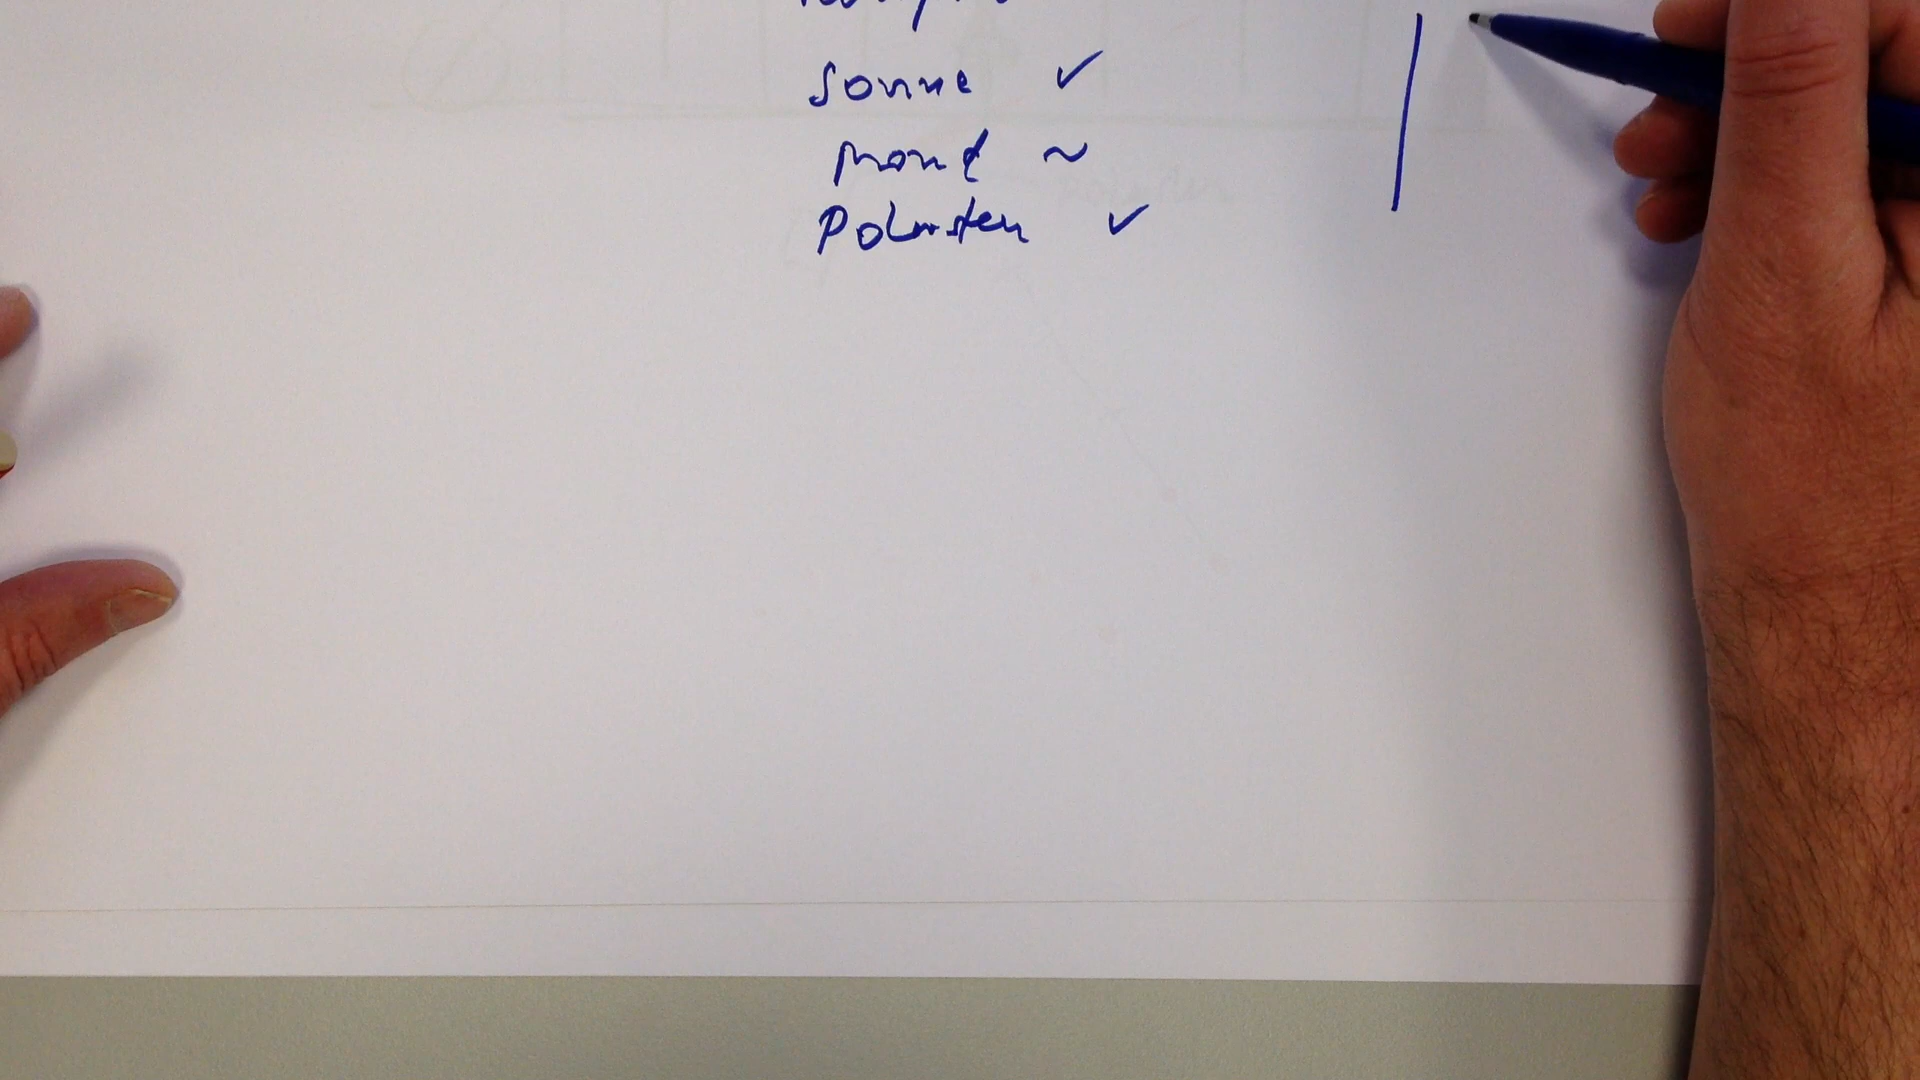 Sonne ✓
Mond ~
Polarstern ✓